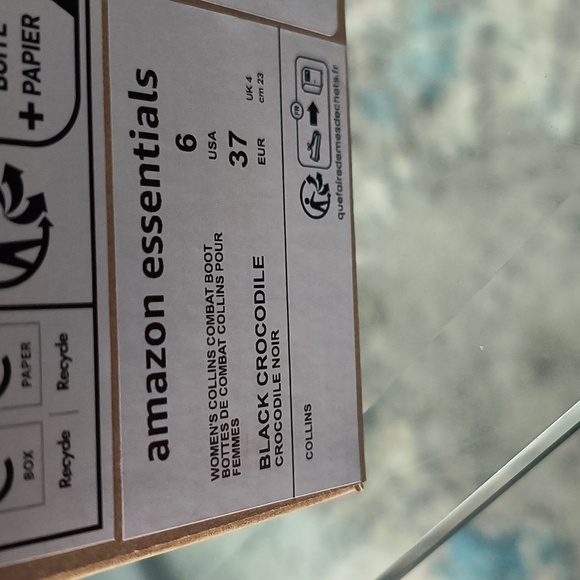 + PAPIER
BOX
PAPER
Recycle
Recycle
amazon essentials
6
USA
37
EUR
UK 4
cm 23
WOMEN'S COLLINS COMBAT BOOT
BOTTES DE COMBAT COLLINS POUR
FEMMES
BLACK CROCODILE
CROCODILE NOIR
COLLINS
FR
quefairedemesdechets.fr